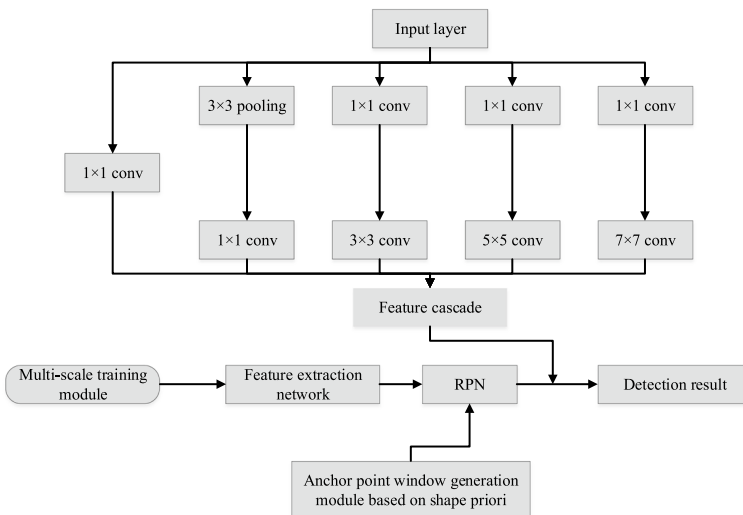 Input layer
3×3 pooling
1×1 conv
1×1 conv
1×1 conv
1×1 conv
1×1 conv
3×3 conv
5×5 conv
7×7 conv
Feature cascade
Multi-scale training
module
Feature extraction
network
RPN
Detection result
Anchor point window generation
module based on shape priori